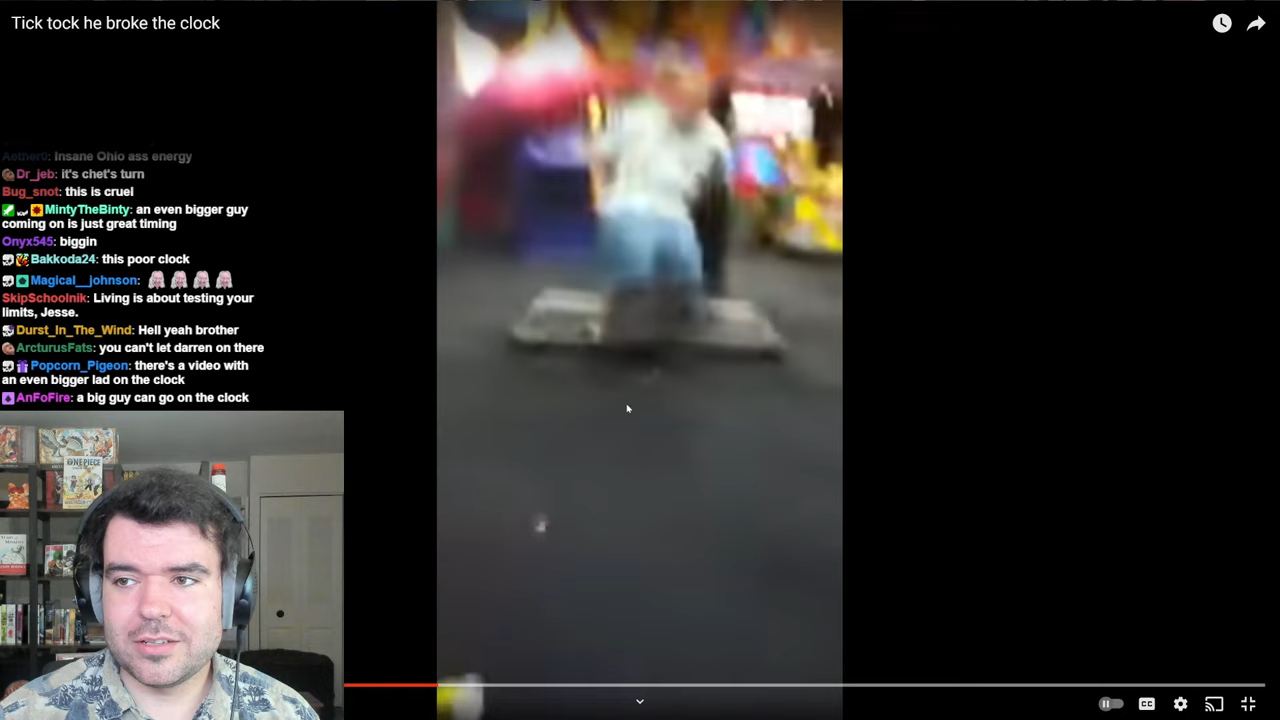 Tick tock he broke the clock
Aether0: Insane Ohio ass energy
Dr_jeb: it's chet's turn
Bug_snot: this is cruel
MintyTheBinty: an even bigger guy
coming on is just great timing
Onyx545: biggin
Bakkoda24: this poor clock
Magical__johnson:
SkipSchoolnik: Living is about testing your
limits, Jesse.
Durst_In_The_Wind: Hell yeah brother
ArcturusFats: you can't let darren on there
Popcorn_Pigeon: there's a video with
an even bigger lad on the clock
AnFoFire: a big guy can go on the clock
ONE PIECE
CC